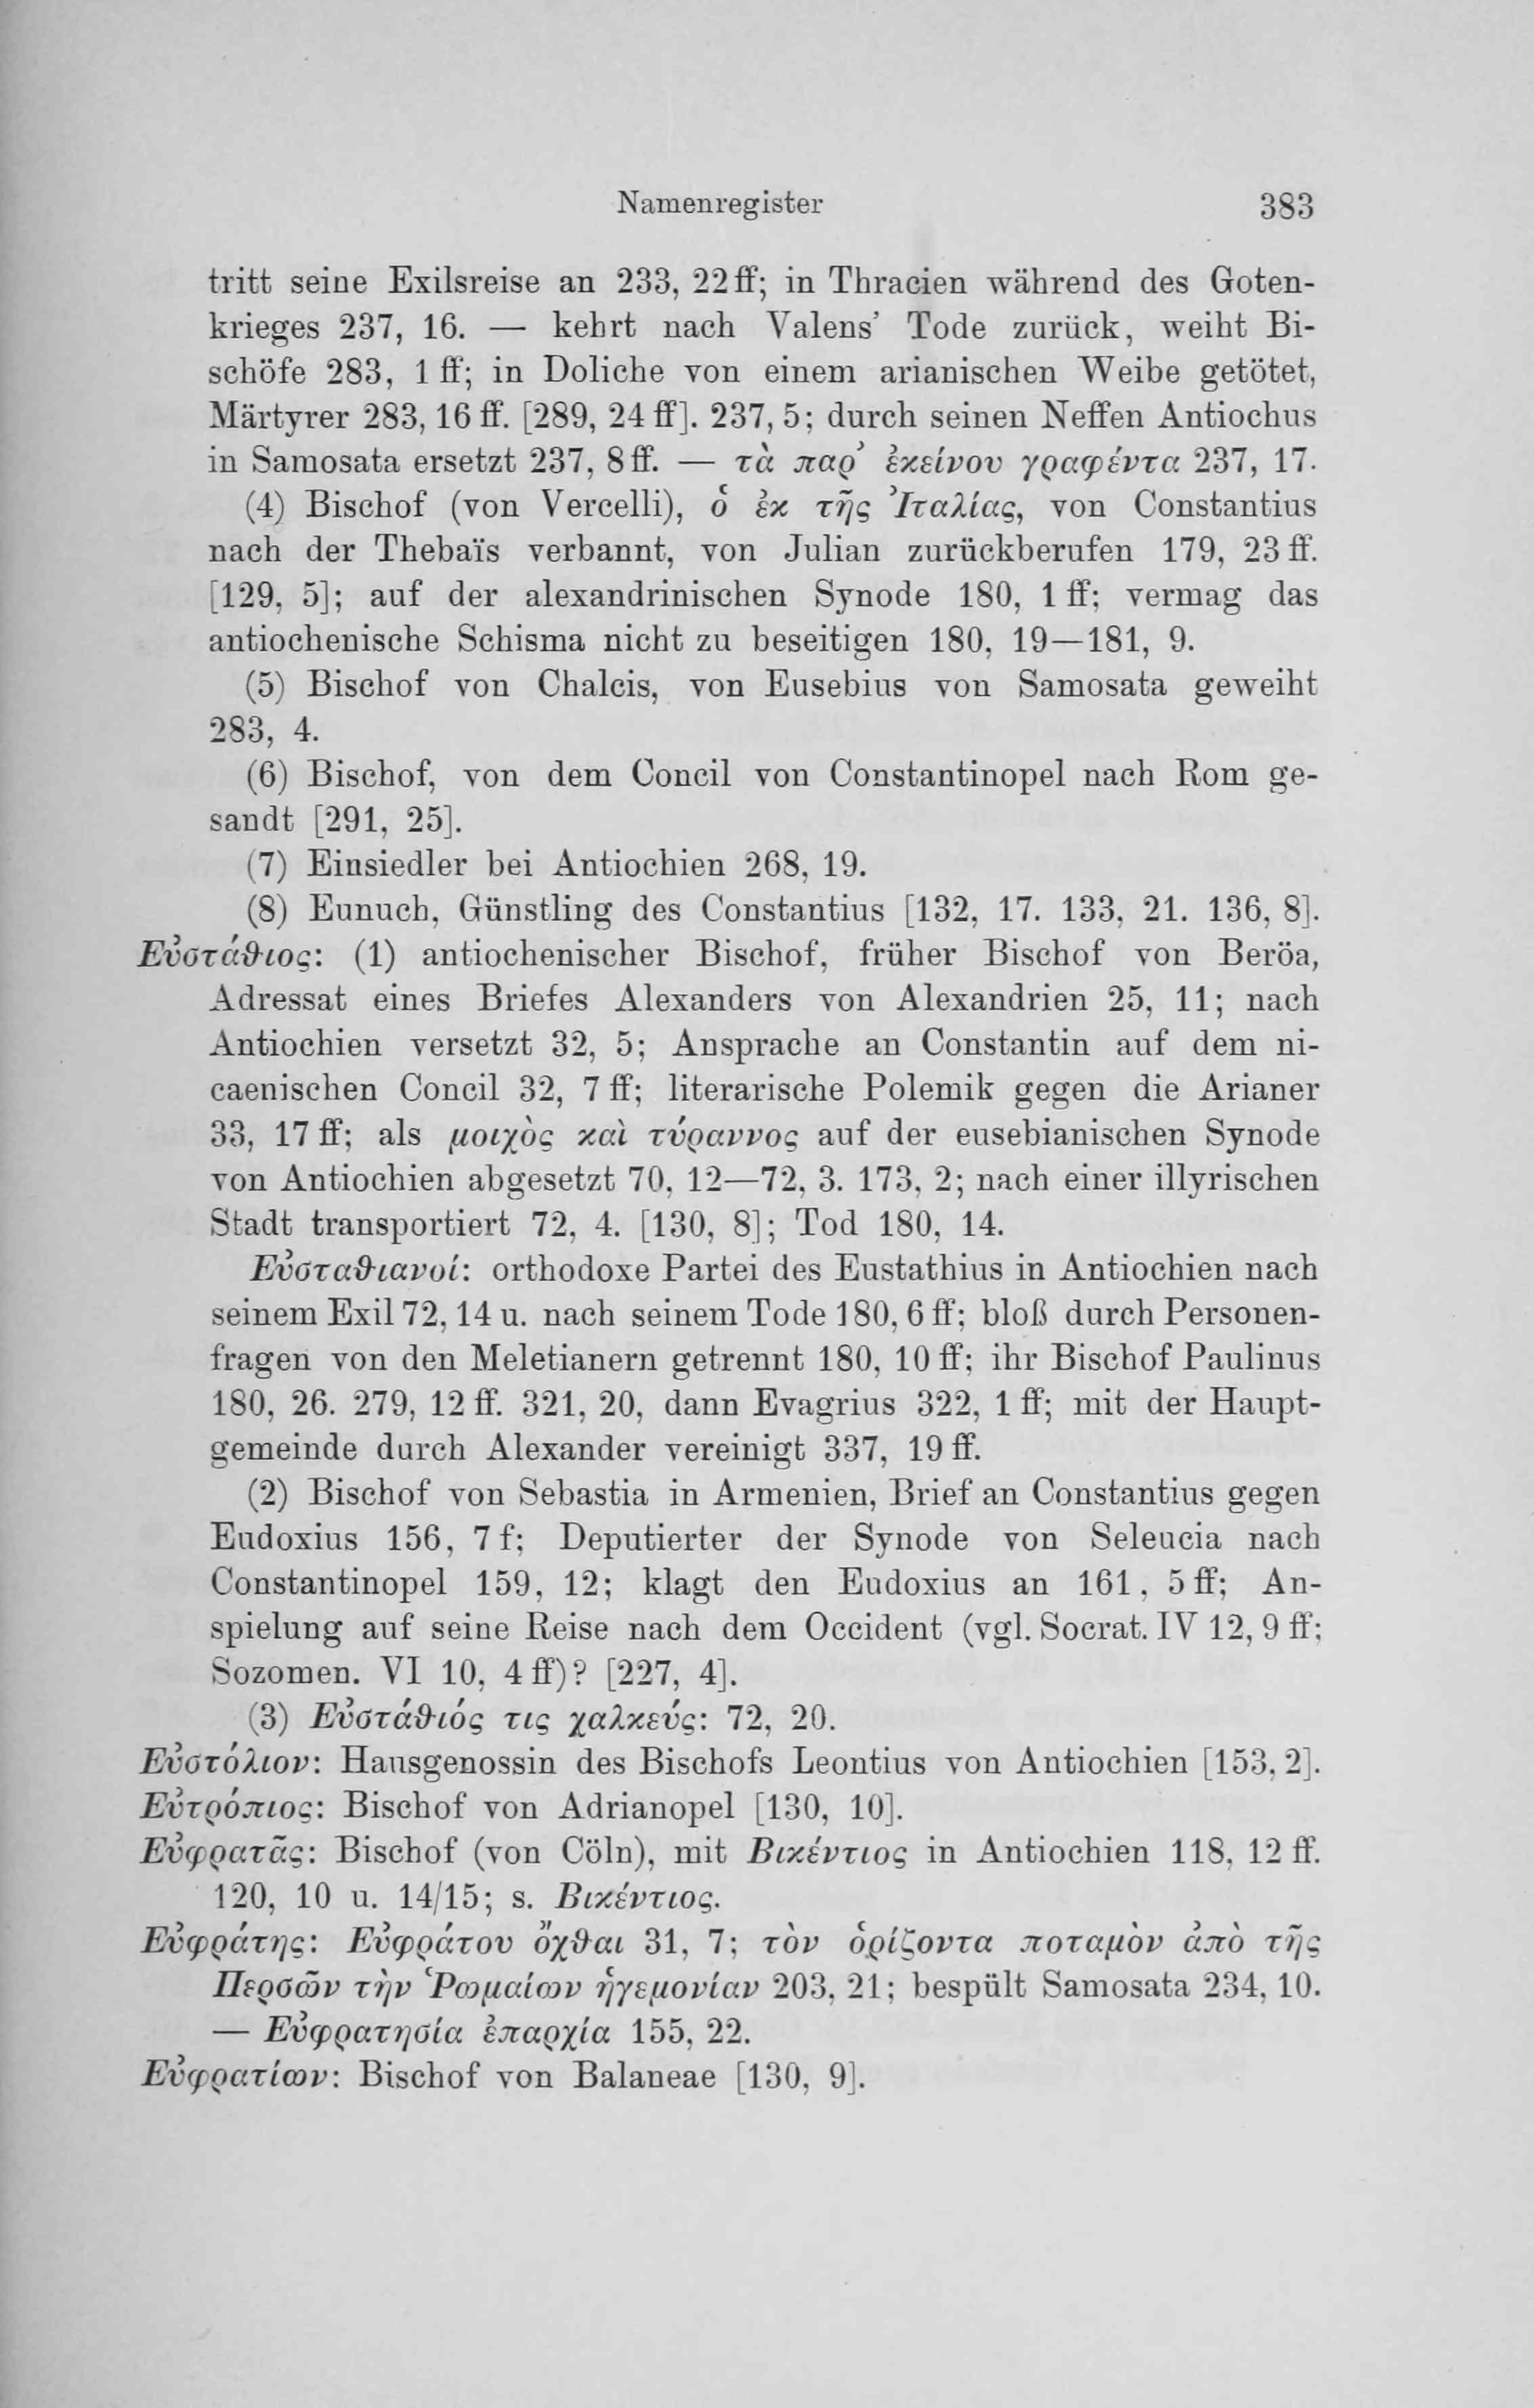 Namenregister 383
tritt seine Exilsreise an 233, 22 ff; in Thracien während des Goten-
krieges 237, 16. — kehrt nach Valens’ Tode zurück, weiht Bi-
schöfe 283, 1 ff; in Doliche von einem arianischen Weibe getötet,
Märtyrer 283, 16 ff. [289, 24 ff]. 237, 5; durch seinen Neffen Antiochus
in Samosata ersetzt 237, 8 ff. — τὰ παρ’ ἐκείνου γραφέντα 237, 17.
(4) Bischof (von Vercelli), ὁ ἐκ τῆς Ἰταλίας, von Constantius
nach der Thebaïs verbannt, von Julian zurückberufen 179, 23 ff.
[129, 5]; auf der alexandrinischen Synode 180, 1 ff; vermag das
antiochenische Schisma nicht zu beseitigen 180, 19—181, 9.
(5) Bischof von Chalcis, von Eusebius von Samosata geweiht
283, 4.
(6) Bischof, von dem Concil von Constantinopel nach Rom ge-
sandt [291, 25].
(7) Einsiedler bei Antiochien 268, 19.
(8) Eunuch, Günstling des Constantius [132, 17. 133, 21. 136, 8].
Εὐστάθιος: (1) antiochenischer Bischof, früher Bischof von Beröa,
Adressat eines Briefes Alexanders von Alexandrien 25, 11; nach
Antiochien versetzt 32, 5; Ansprache an Constantin auf dem ni-
caenischen Concil 32, 7 ff; literarische Polemik gegen die Arianer
33, 17 ff; als μοιχὸς καὶ τύραννος auf der eusebianischen Synode
von Antiochien abgesetzt 70, 12—72, 3. 173, 2; nach einer illyrischen
Stadt transportiert 72, 4. [130, 8]; Tod 180, 14.
Εὐσταθιανοί: orthodoxe Partei des Eustathius in Antiochien nach
seinem Exil 72, 14 u. nach seinem Tode 180, 6 ff; bloß durch Personen-
fragen von den Meletianern getrennt 180, 10 ff; ihr Bischof Paulinus
180, 26. 279, 12 ff. 321, 20, dann Evagrius 322, 1 ff; mit der Haupt-
gemeinde durch Alexander vereinigt 337, 19 ff.
(2) Bischof von Sebastia in Armenien, Brief an Constantius gegen
Eudoxius 156, 7 f; Deputierter der Synode von Seleucia nach
Constantinopel 159, 12; klagt den Eudoxius an 161, 5 ff; An-
spielung auf seine Reise nach dem Occident (vgl. Socrat. IV 12, 9 ff;
Sozomen. VI 10, 4 ff)? [227, 4].
(3) Εὐστάθιός τις χαλκεύς: 72, 20.
Εὐστόλιον: Hausgenossin des Bischofs Leontius von Antiochien [153, 2].
Εὐτρόπιος: Bischof von Adrianopel [130, 10].
Εὐφρατᾶς: Bischof (von Cöln), mit Βικέντιος in Antiochien 118, 12 ff.
120, 10 u. 14/15; s. Βικέντιος.
Εὐφράτης: Εὐφράτου ὄχθαι 31, 7; τὸν ὁρίζοντα ποταμὸν ἀπὸ τῆς
Περσῶν τὴν Ῥωμαίων ἡγεμονίαν 203, 21; bespült Samosata 234, 10.
— Εὐφρατησία ἐπαρχία 155, 22.
Εὐφρατίων: Bischof von Balaneae [130, 9].